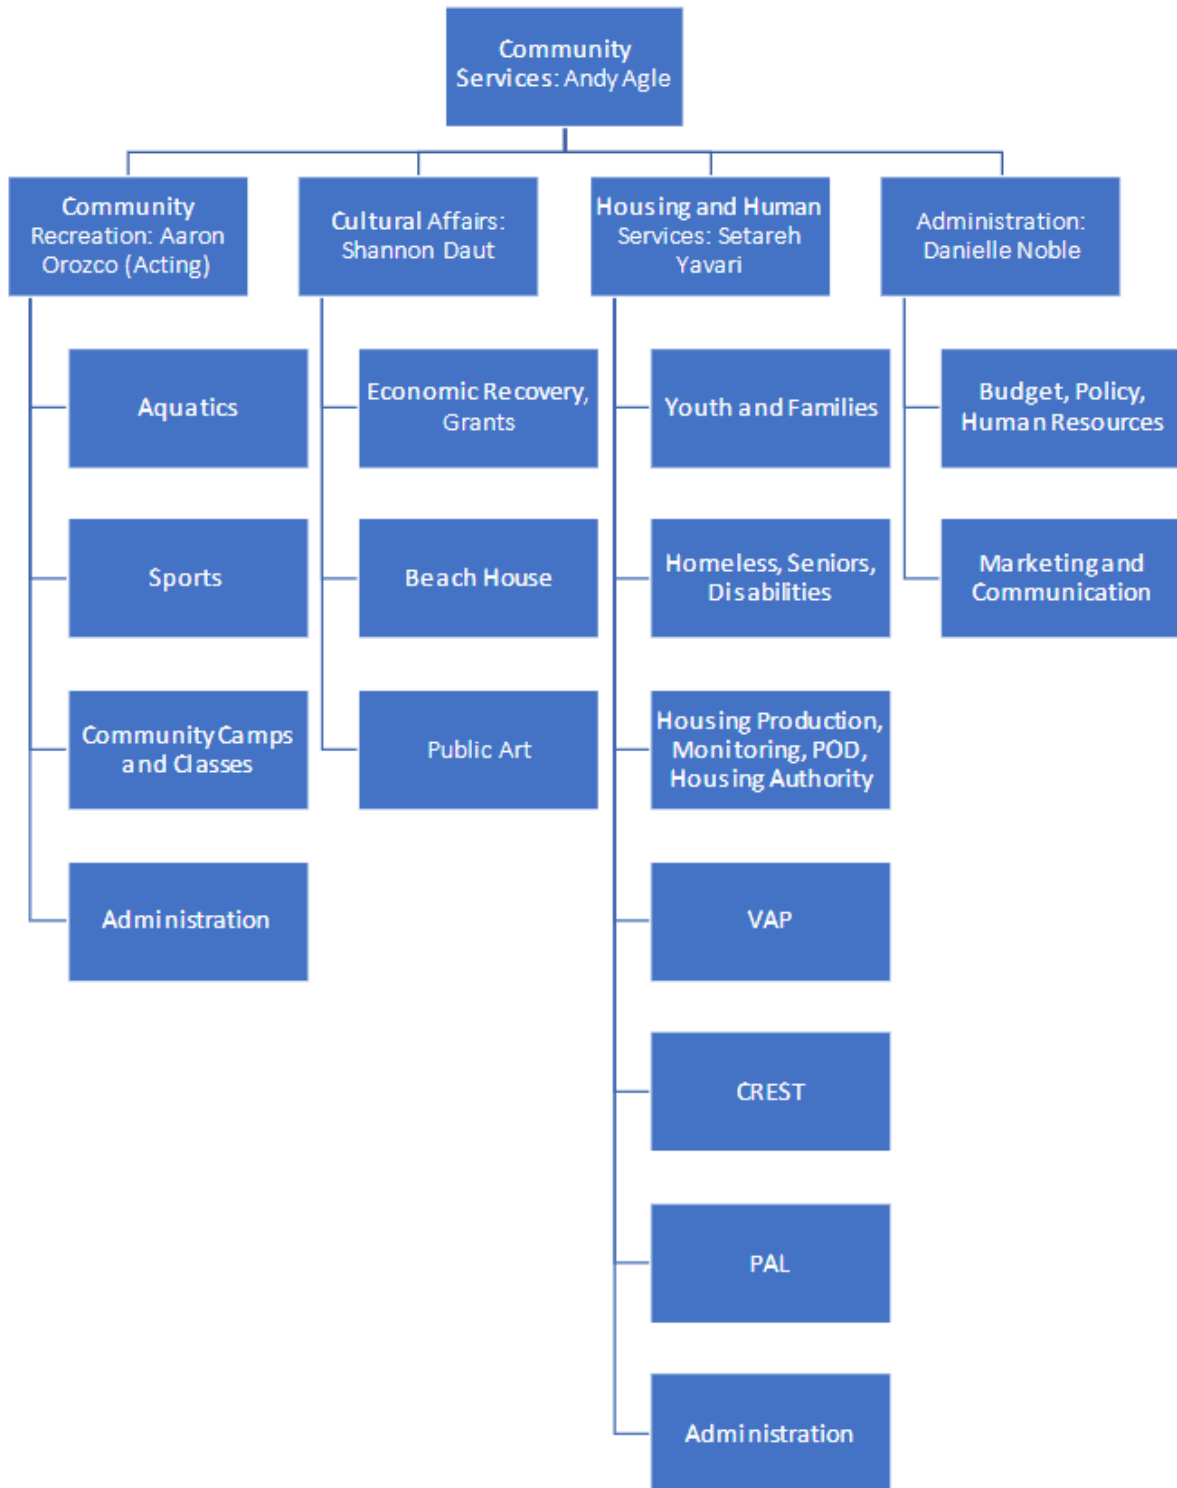 Community
Services: Andy Agle
Community
Recreation: Aaron
Orozco (Acting)
Cultural Affairs:
Shannon Daut
Housing and Human
Services: Setareh
Yavari
Administration:
Danielle Noble
Aquatics
Economic Recovery,
Grants
Youth and Families
Budget, Policy,
Human Resources
Sports
Beach House
Homeless, Seniors,
Disabilities
Marketing and
Communication
Community Camps
and Classes
Public Art
Housing Production,
Monitoring, POD,
Housing Authority
Administration
VAP
CREST
PAL
Administration